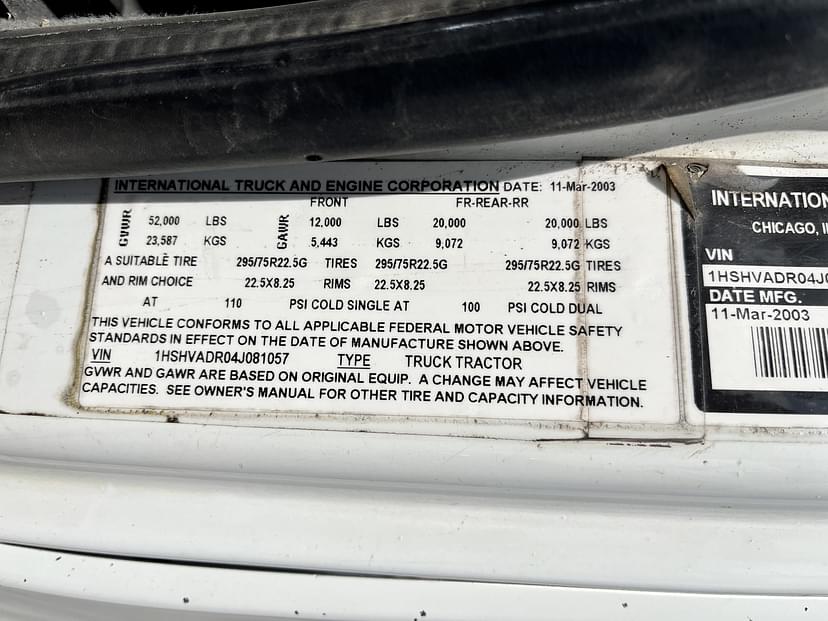 INTERNATIONAL TRUCK AND ENGINE CORPORATION DATE: 11-Mar-2003
FRONT FR-REAR-RR
GVWR 52,000 LBS GAWR 12,000 LBS 20,000 20,000 LBS
23,587 KGS 5,443 KGS 9,072 9,072 KGS
A SUITABLE TIRE 295/75R22.5G TIRES 295/75R22.5G 295/75R22.5G TIRES
AND RIM CHOICE 22.5X8.25 RIMS 22.5X8.25 22.5X8.25 RIMS
AT 110 PSI COLD SINGLE AT 100 PSI COLD DUAL
THIS VEHICLE CONFORMS TO ALL APPLICABLE FEDERAL MOTOR VEHICLE SAFETY
STANDARDS IN EFFECT ON THE DATE OF MANUFACTURE SHOWN ABOVE.
VIN 1HSHVADR04J081057 TYPE TRUCK TRACTOR
GVWR AND GAWR ARE BASED ON ORIGINAL EQUIP. A CHANGE MAY AFFECT VEHICLE
CAPACITIES. SEE OWNER'S MANUAL FOR OTHER TIRE AND CAPACITY INFORMATION.
INTERNATION
CHICAGO, I
VIN
1HSHVADR04J
DATE MFG.
11-Mar-2003